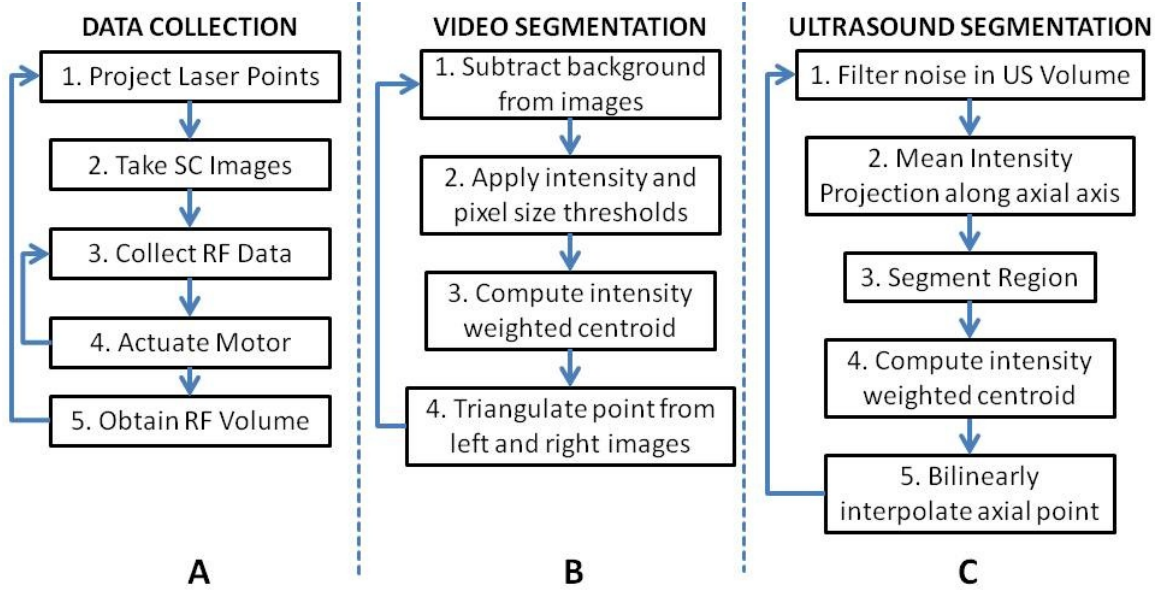 DATA COLLECTION
1. Project Laser Points
2. Take SC Images
3. Collect RF Data
4. Actuate Motor
5. Obtain RF Volume
A
VIDEO SEGMENTATION
1. Subtract background
from images
2. Apply intensity and
pixel size thresholds
3. Compute intensity
weighted centroid
4. Triangulate point from
left and right images
B
ULTRASOUND SEGMENTATION
1. Filter noise in US Volume
2. Mean Intensity
Projection along axial axis
3. Segment Region
4. Compute intensity
weighted centroid
5. Bilinearly
interpolate axial point
C